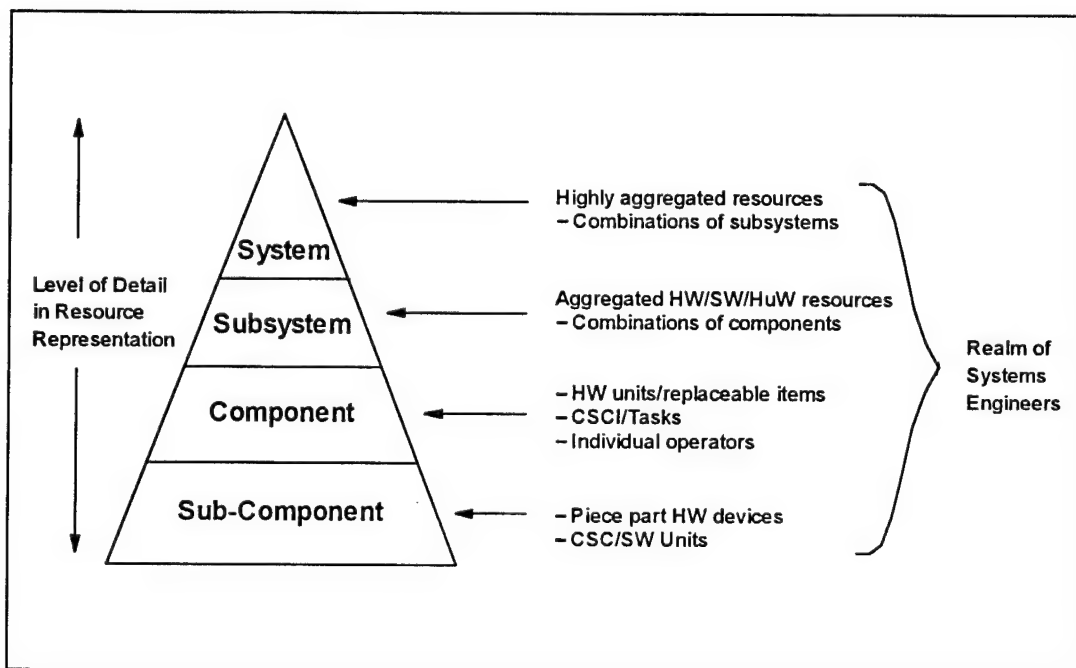 Level of Detail
in Resource
Representation
System
Subsystem
Component
Sub-Component
Highly aggregated resources
– Combinations of subsystems
Aggregated HW/SW/HuW resources
– Combinations of components
– HW units/replaceable items
– CSCI/Tasks
– Individual operators
– Piece part HW devices
– CSC/SW Units
Realm of
Systems
Engineers